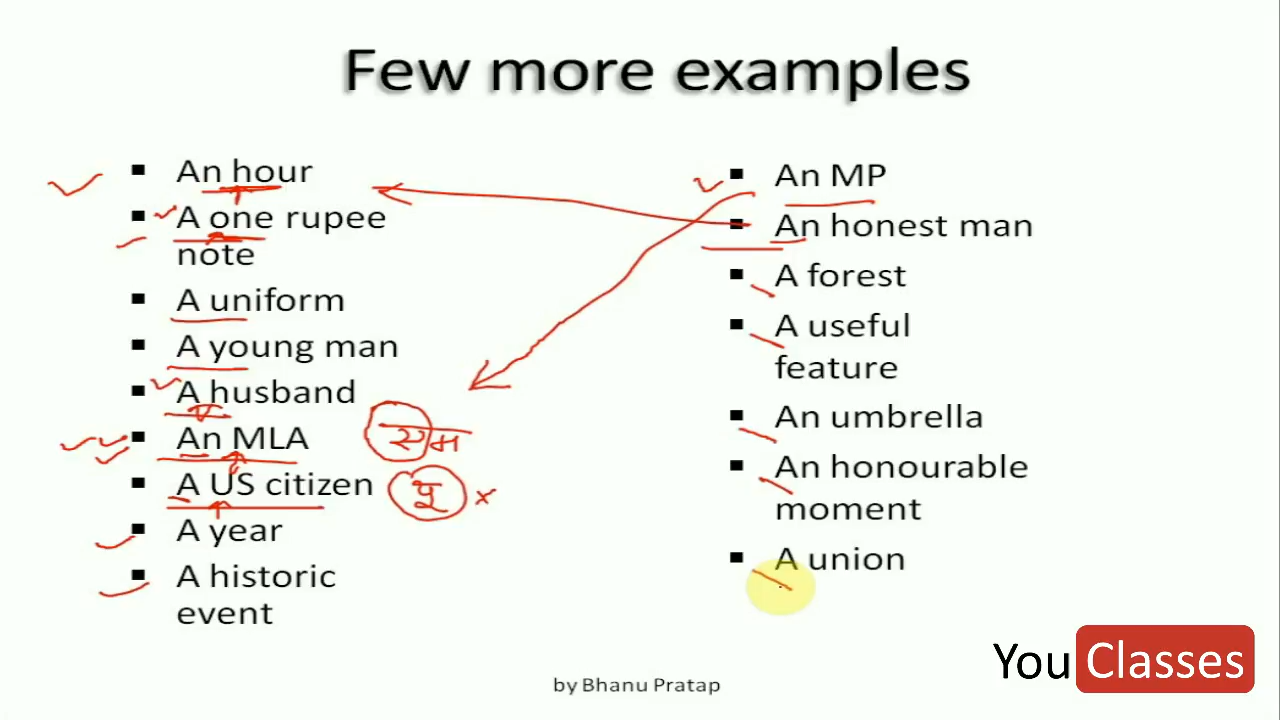 Few more examples
An hour
A one rupee
note
A uniform
A young man
A husband
An MLA
A US citizen
A year
A historic
event
An MP
An honest man
A forest
A useful
feature
An umbrella
An honourable
moment
A union
by Bhanu Pratap
You Classes